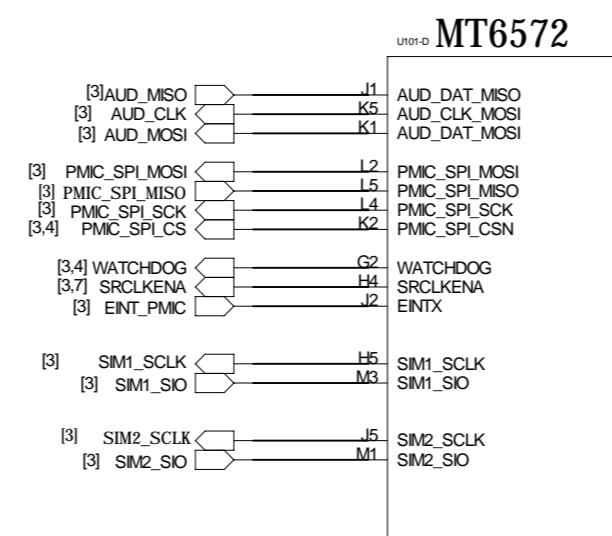 U101-D MT6572
[3]AUD_MISO J1 AUD_DAT_MISO
[3] AUD_CLK K5 AUD_CLK_MOSI
[3] AUD_MOSI K1 AUD_DAT_MOSI
[3] PMIC_SPI_MOSI L2 PMIC_SPI_MOSI
[3] PMIC_SPI_MISO L5 PMIC_SPI_MISO
[3] PMIC_SPI_SCK L4 PMIC_SPI_SCK
[3,4] PMIC_SPI_CS K2 PMIC_SPI_CSN
[3,4] WATCHDOG G2 WATCHDOG
[3,7] SRCLKENA H4 SRCLKENA
[3] EINT_PMIC J2 EINTX
[3] SIM1_SCLK H5 SIM1_SCLK
[3] SIM1_SIO M3 SIM1_SIO
[3] SIM2_SCLK J5 SIM2_SCLK
[3] SIM2_SIO M1 SIM2_SIO